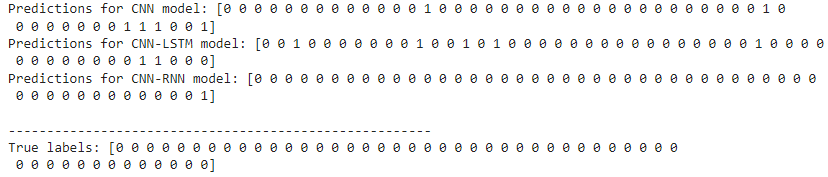 Predictions for CNN model: [0 0 0 0 0 0 0 0 0 0 0 0 0 1 0 0 0 0 0 0 0 0 0 0 0 0 0 0 0 0 0 0 0 0 0 1 0
0 0 0 0 0 0 0 1 1 1 0 0 1]
Predictions for CNN-LSTM model: [0 0 1 0 0 0 0 0 0 0 1 0 0 1 0 1 0 0 0 0 0 0 0 0 0 0 0 0 0 0 0 0 1 0 0 0 0
0 0 0 0 0 0 0 0 1 1 0 0 0]
Predictions for CNN-RNN model: [0 0 0 0 0 0 0 0 0 0 0 0 0 0 0 0 0 0 0 0 0 0 0 0 0 0 0 0 0 0 0 0 0 0 0 0 0
0 0 0 0 0 0 0 0 0 0 0 0 1]
-------------------------------------------------------
True labels: [0 0 0 0 0 0 0 0 0 0 0 0 0 0 0 0 0 0 0 0 0 0 0 0 0 0 0 0 0 0 0 0 0 0 0 0 0
0 0 0 0 0 0 0 0 0 0 0 0 0]